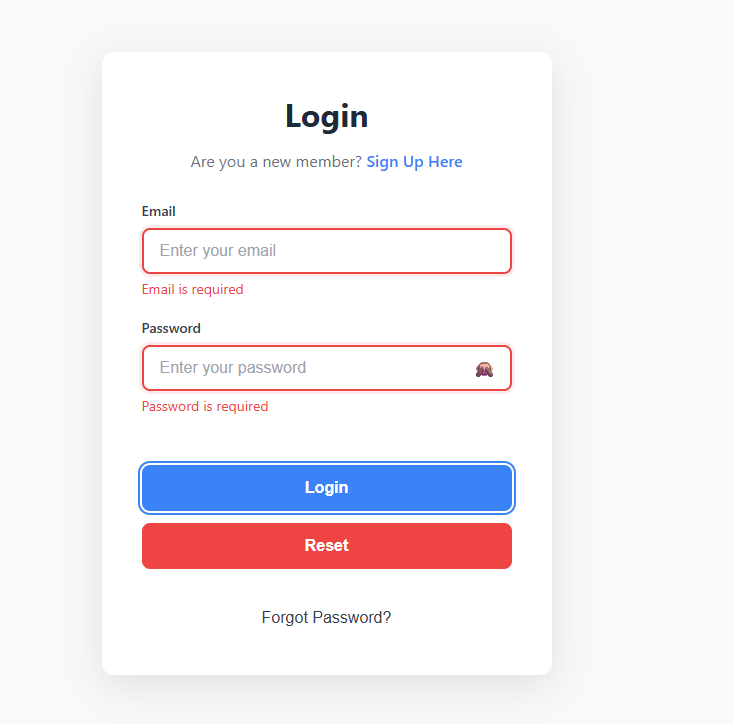 Login
Are you a new member? Sign Up Here
Email
Enter your email
Email is required
Password
Enter your password
Password is required
Login
Reset
Forgot Password?